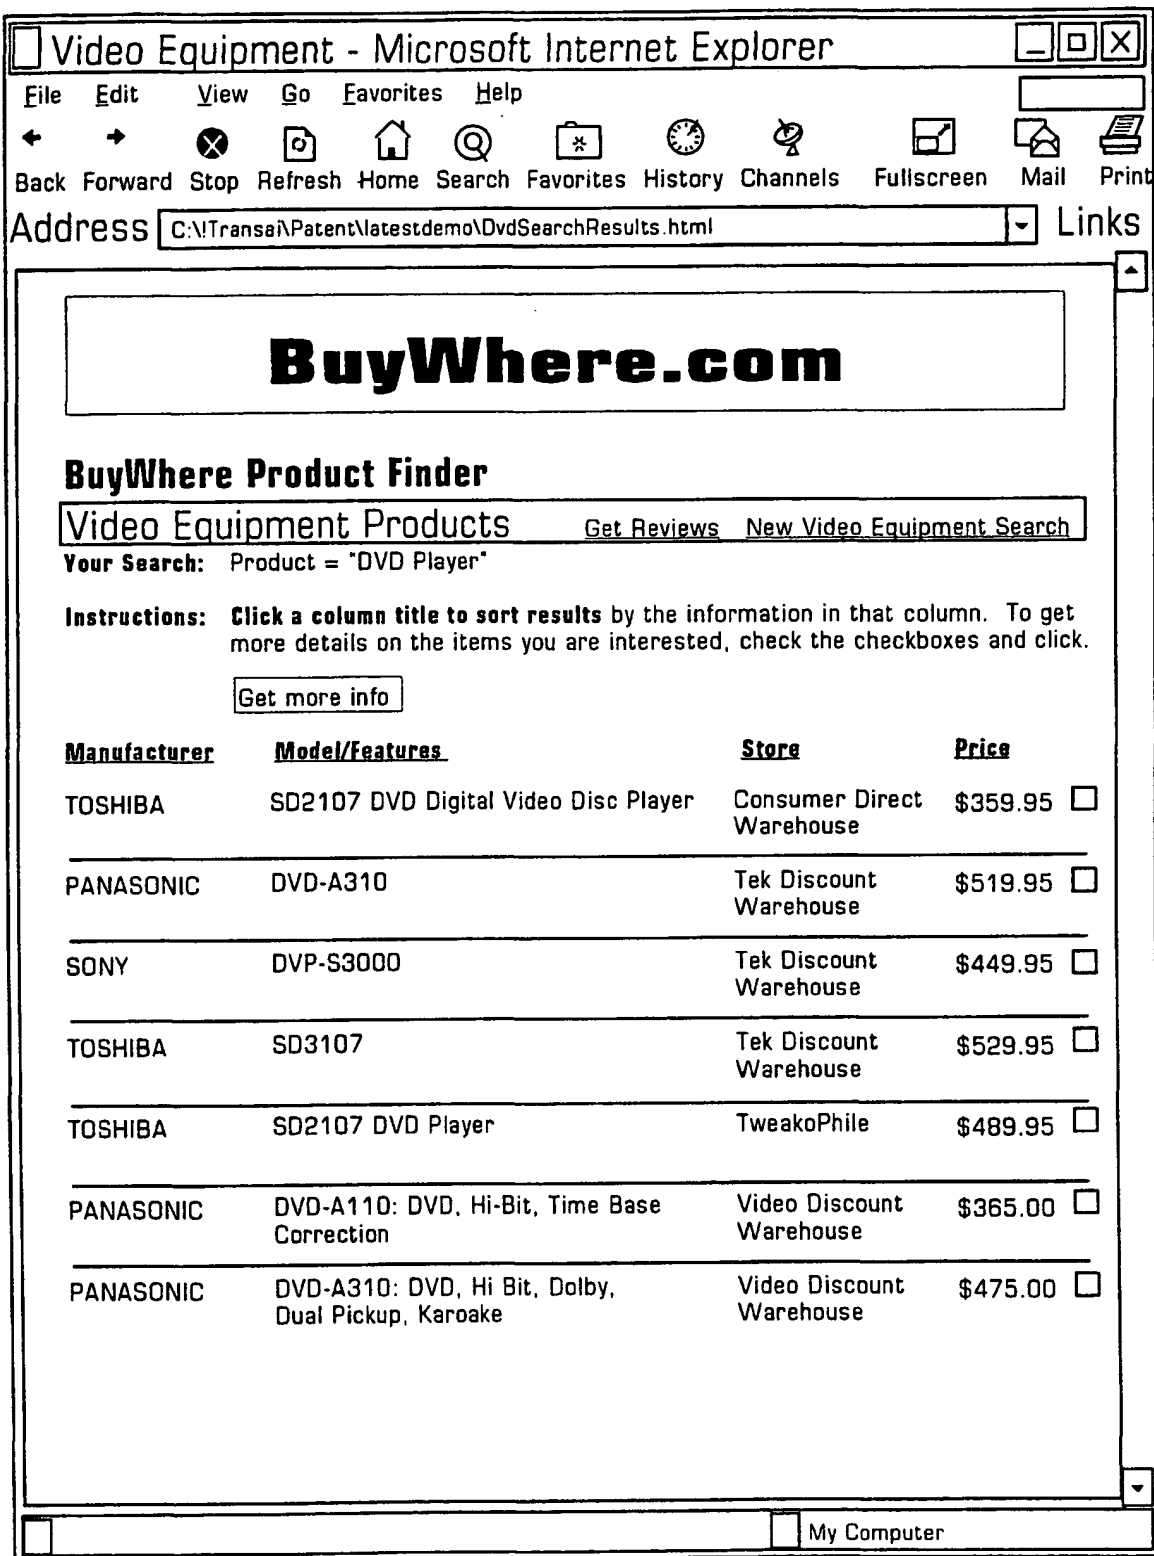 Video Equipment - Microsoft Internet Explorer
File Edit View Go Favorites Help
Back Forward Stop Refresh Home Search Favorites History Channels Fullscreen Mail Print
Address C:\!Transai\Patent\latestdemo\DvdSearchResults.html Links
BuyWhere.com
BuyWhere Product Finder
Video Equipment Products Get Reviews New Video Equipment Search
Your Search: Product = "DVD Player"
Instructions: Click a column title to sort results by the information in that column. To get
more details on the items you are interested, check the checkboxes and click.
Get more info
Manufacturer Model/Features Store Price
TOSHIBA SD2107 DVD Digital Video Disc Player Consumer Direct $359.95
Warehouse
PANASONIC DVD-A310 Tek Discount $519.95
Warehouse
SONY DVP-S3000 Tek Discount $449.95
Warehouse
TOSHIBA SD3107 Tek Discount $529.95
Warehouse
TOSHIBA SD2107 DVD Player TweakoPhile $489.95
PANASONIC DVD-A110: DVD, Hi-Bit, Time Base Video Discount $365.00
Correction Warehouse
PANASONIC DVD-A310: DVD, Hi Bit, Dolby, Video Discount $475.00
Dual Pickup, Karoake Warehouse
My Computer